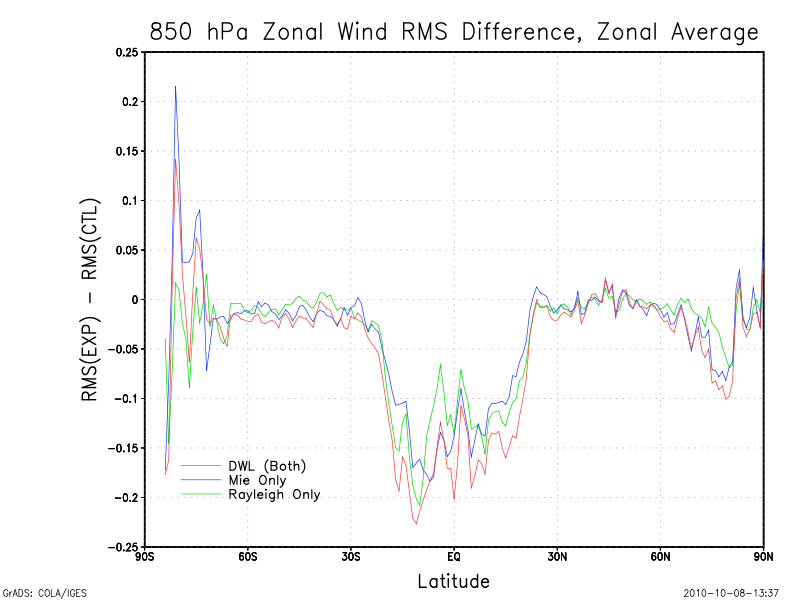 850 hPa Zonal Wind RMS Difference, Zonal Average
0.25
0.2
0.15
0.1
0.05
0
-0.05
-0.1
-0.15
-0.2
-0.25
RMS(EXP) - RMS(CTL)
DWL (Both)
Mie Only
Rayleigh Only
90S 60S 30S EQ 30N 60N 90N
Latitude
GrADS: COLA/IGES
2010-10-08-13:37